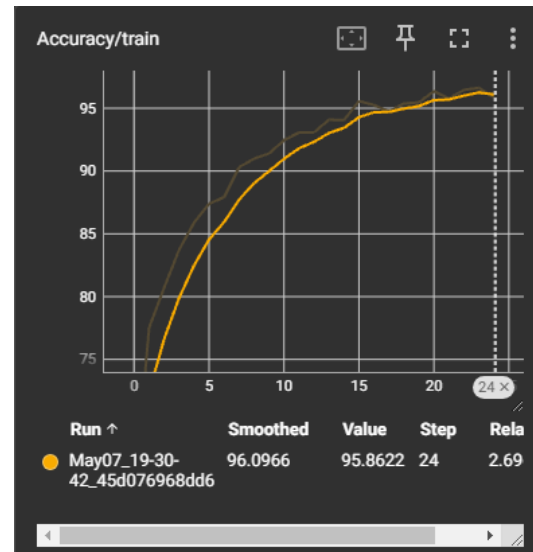 Accuracy/train
95
90
85
80
75
0 5 10 15 20 24 ×
Run ↑ Smoothed Value Step Rela
May07_19-30- 96.0966 95.8622 24 2.69
42_45d076968dd6